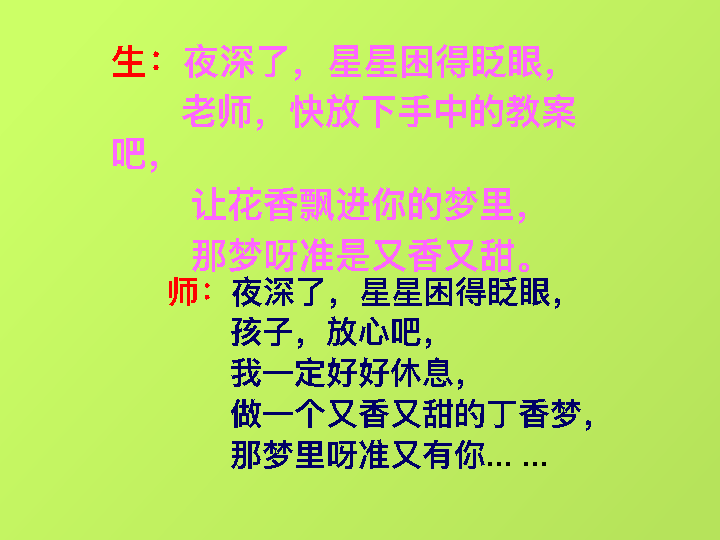 生：夜深了，星星困得眨眼，
老师，快放下手中的教案
吧，
让花香飘进你的梦里，
那梦呀准是又香又甜。
师：夜深了，星星困得眨眼，
孩子，放心吧，
我一定好好休息，
做一个又香又甜的丁香梦，
那梦里呀准又有你... ...